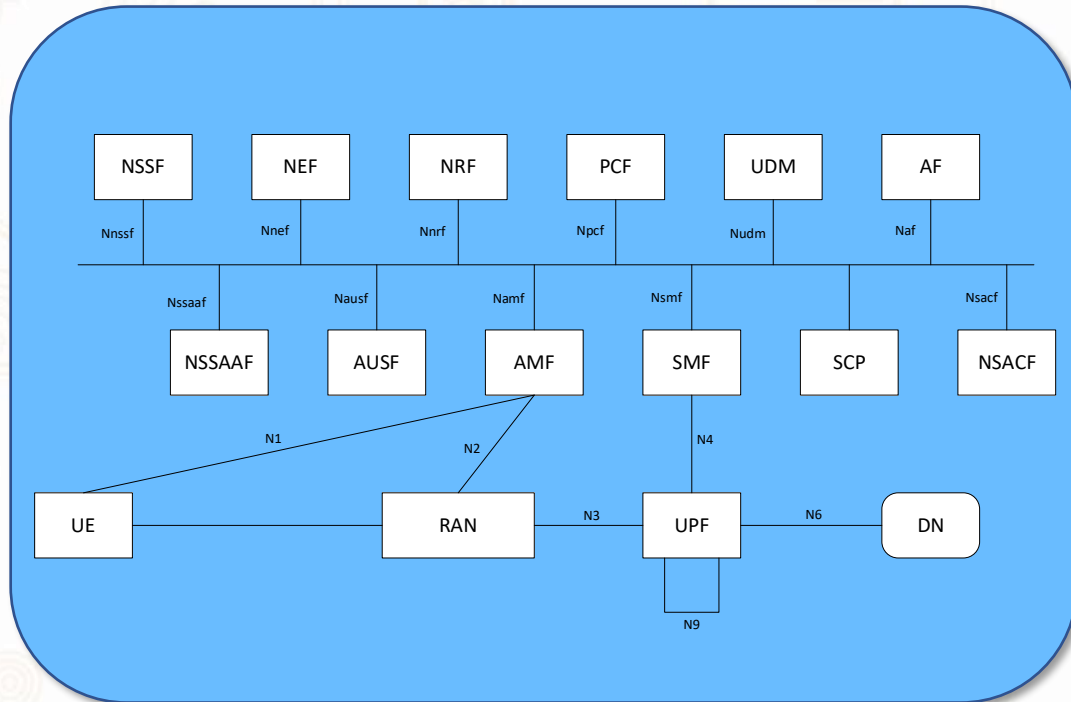 NSSF NEF NRF PCF UDM AF
Nnssf Nnef Nnrf Npcf Nudm Naf
Nssaaf Nausf Namf Nsmf Nsacf
NSSAAF AUSF AMF SMF SCP NSACF
N1 N2 N4
UE RAN N3 UPF N6 DN
N9